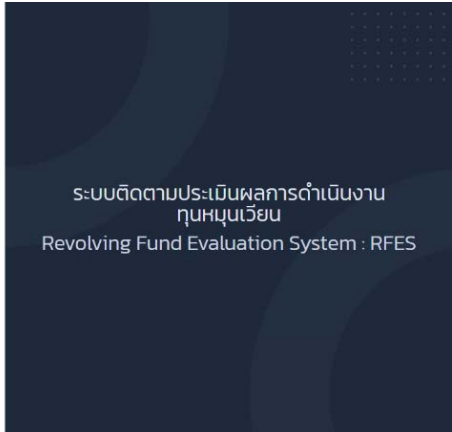 ระบบติดตามประเมินผลการดำเนินงาน
ทุนหมุนเวียน
Revolving Fund Evaluation System : RFES